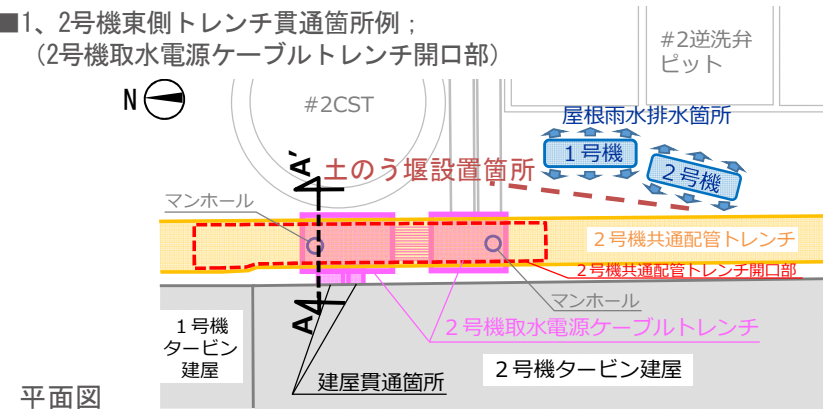 ■1、2号機東側トレンチ貫通箇所例；
（2号機取水電源ケーブルトレンチ開口部）
#2逆洗弁
ピット
N
#2CST
屋根雨水排水箇所
1号機
2号機
A'
土のう堰設置箇所
マンホール
2号機共通配管トレンチ
2号機共通配管トレンチ開口部
マンホール
A
2号機取水電源ケーブルトレンチ
1号機
タービン
建屋
2号機タービン建屋
建屋貫通箇所
平面図